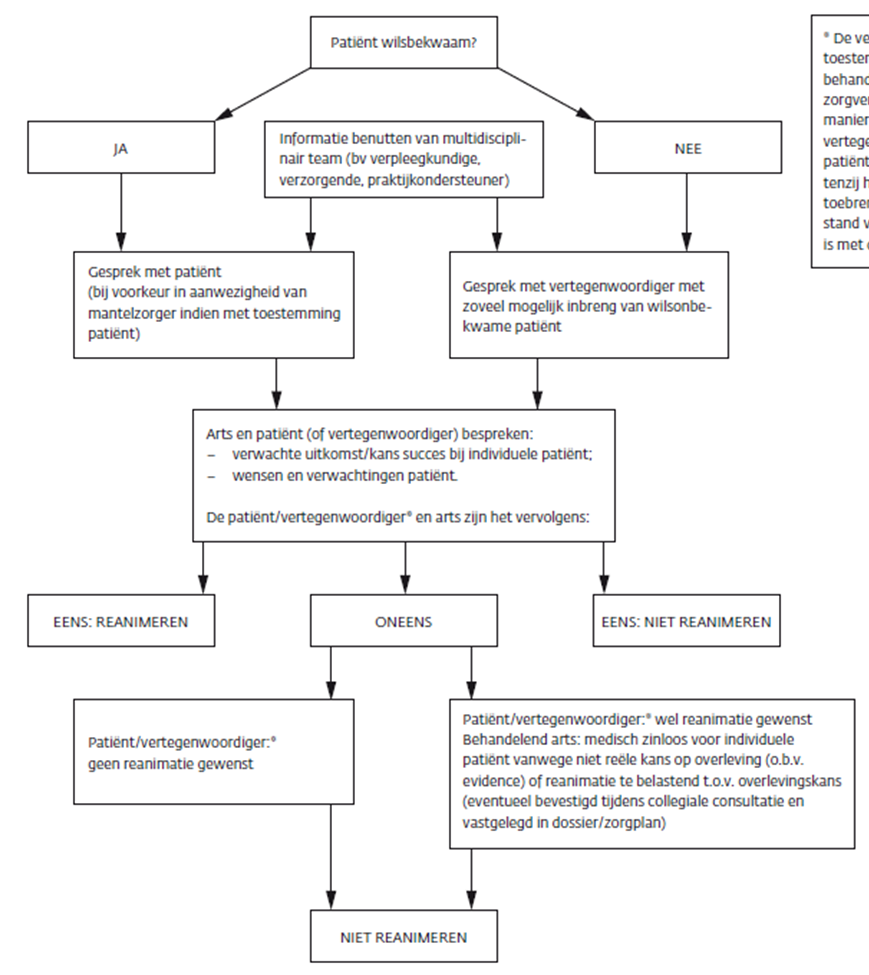 Patiënt wilsbekwaam?
JA
Informatie benutten van multidiscipli-
nair team (bv verpleegkundige,
verzorgende, praktijkondersteuner)
NEE
* De ve
toester
behand
zorgve
manier
vertege
patiënt
tenzij h
toebre
stand v
is met
Gesprek met patiënt
(bij voorkeur in aanwezigheid van
mantelzorger indien met toestemming
patiënt)
Gesprek met vertegenwoordiger met
zoveel mogelijk inbreng van wilsonbe-
kwame patiënt
Arts en patiënt (of vertegenwoordiger) bespreken:
– verwachte uitkomst/kans succes bij individuele patiënt;
– wensen en verwachtingen patiënt.
De patiënt/vertegenwoordiger* en arts zijn het vervolgens:
EENS: REANIMEREN
ONEENS
EENS: NIET REANIMEREN
Patiënt/vertegenwoordiger:*
geen reanimatie gewenst
Patiënt/vertegenwoordiger:* wel reanimatie gewenst
Behandelend arts: medisch zinloos voor individuele
patiënt vanwege niet reële kans op overleving (o.b.v.
evidence) of reanimatie te belastend t.o.v. overlevingskans
(eventueel bevestigd tijdens collegiale consultatie en
vastgelegd in dossier/zorgplan)
NIET REANIMEREN